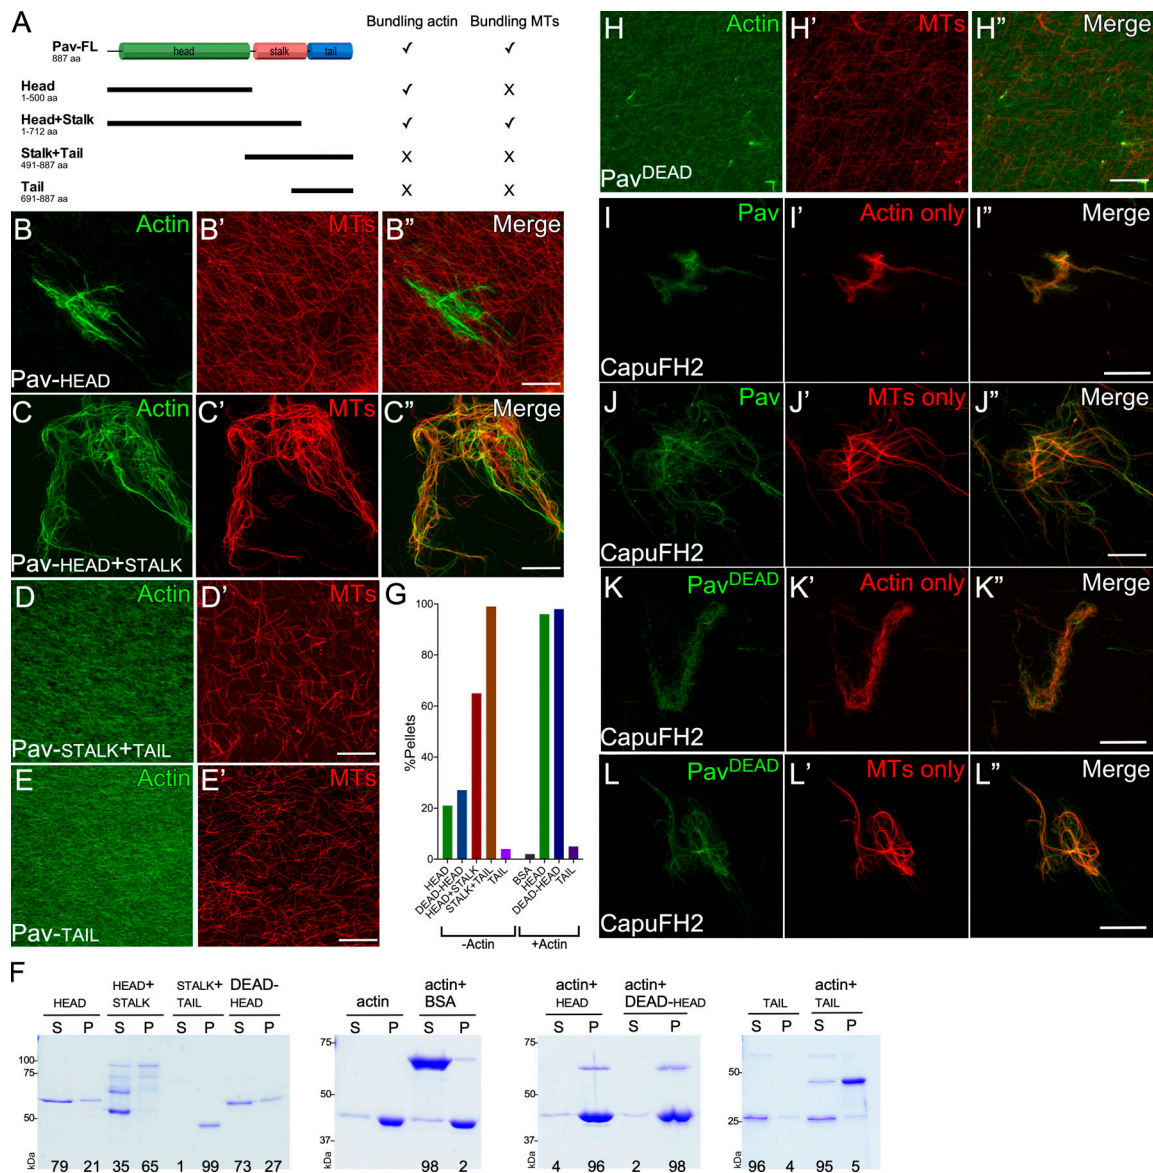 A
Bundling actin Bundling MTs
Pav-FL head stalk tail ✓ ✓
887 aa
Head ✓ X
1-500 aa
Head+Stalk ✓ ✓
1-712 aa
Stalk+Tail X X
491-887 aa
Tail X X
691-887 aa
B Actin B' MTs B" Merge
Pav-HEAD
C Actin C' MTs C" Merge
Pav-HEAD+STALK
D Actin D' MTs
Pav-STALK+TAIL
E Actin E' MTs
Pav-TAIL
G
%Pellets
100
80
60
40
20
0
HEAD DEAD-HEAD HEAD+STALK STALK+TAIL TAIL BSA HEAD DEAD-HEAD TAIL
-Actin +Actin
H Actin H' MTs H" Merge
PavDEAD
I Pav I' Actin only I" Merge
CapuFH2
J Pav J' MTs only J" Merge
CapuFH2
K PavDEAD K' Actin only K" Merge
CapuFH2
L PavDEAD L' MTs only L" Merge
CapuFH2
F
HEAD HEAD+ STALK STALK+ TAIL DEAD-HEAD
S P S P S P S P
100
75
50
kDa
79 21 35 65 1 99 73 27
actin actin+ BSA
S P S P
75
50
37
kDa
98 2
actin+ HEAD actin+ DEAD-HEAD
S P S P
75
50
37
kDa
4 96 2 98
TAIL actin+ TAIL
S P S P
50
25
kDa
96 4 95 5